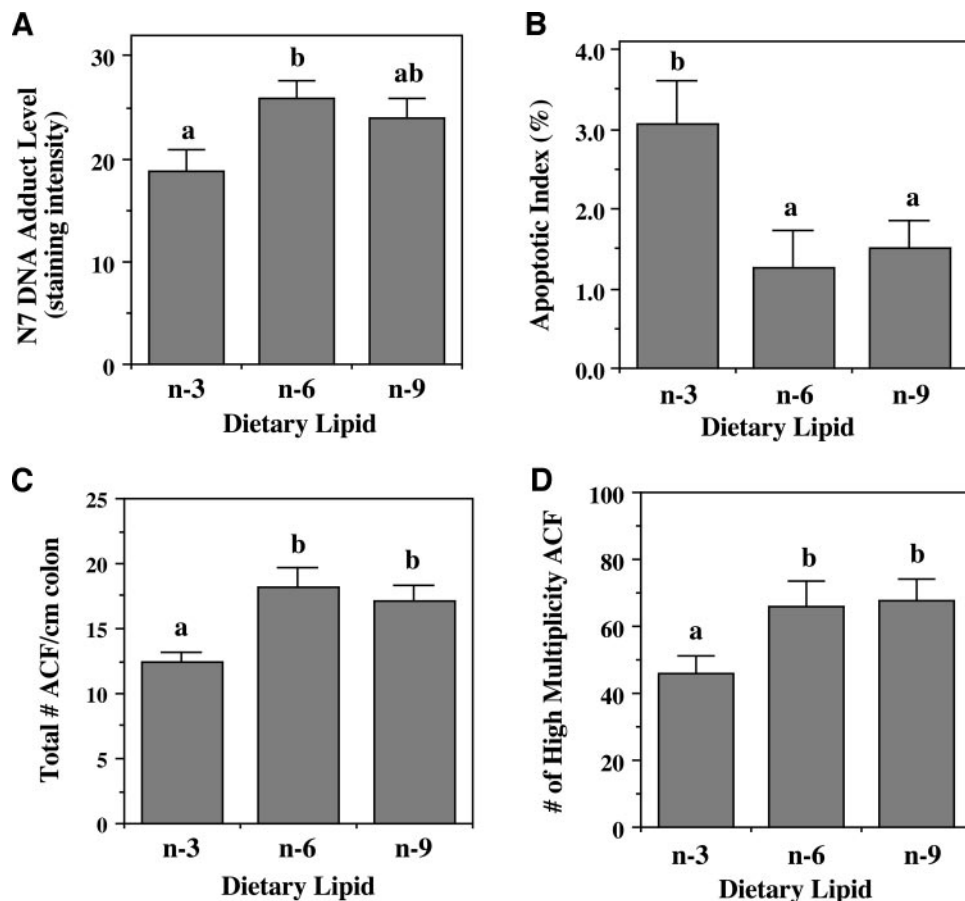 A
N7 DNA Adduct Level
(staining intensity)
30
20
10
0
a
b
ab
n-3
n-6
n-9
Dietary Lipid
B
Apoptotic Index (%)
4.0
3.0
2.0
1.0
0.0
b
a
a
n-3
n-6
n-9
Dietary Lipid
C
Total # ACF/cm colon
25
20
15
10
5
0
a
b
b
n-3
n-6
n-9
Dietary Lipid
D
# of High Multiplicity ACF
100
80
60
40
20
0
a
b
b
n-3
n-6
n-9
Dietary Lipid